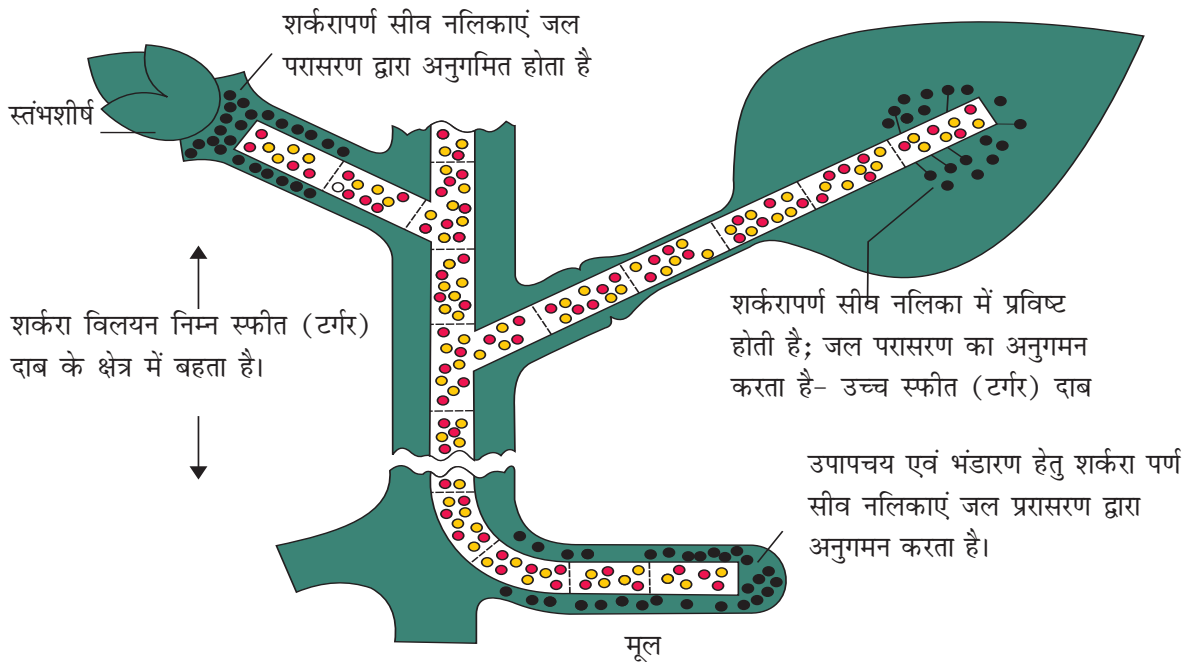 शर्करापर्ण सीव नलिकाएं जल
परासरण द्वारा अनुगमित होता है
स्तंभशीर्ष
शर्करा विलयन निम्न स्फीत (टर्गर)
दाब के क्षेत्र में बहता है।
शर्करापर्ण सीव नलिका में प्रविष्ट
होती है; जल परासरण का अनुगमन
करता है- उच्च स्फीत (टर्गर) दाब
उपापचय एवं भंडारण हेतु शर्करा पर्ण
सीव नलिकाएं जल प्ररासरण द्वारा
अनुगमन करता है।
मूल